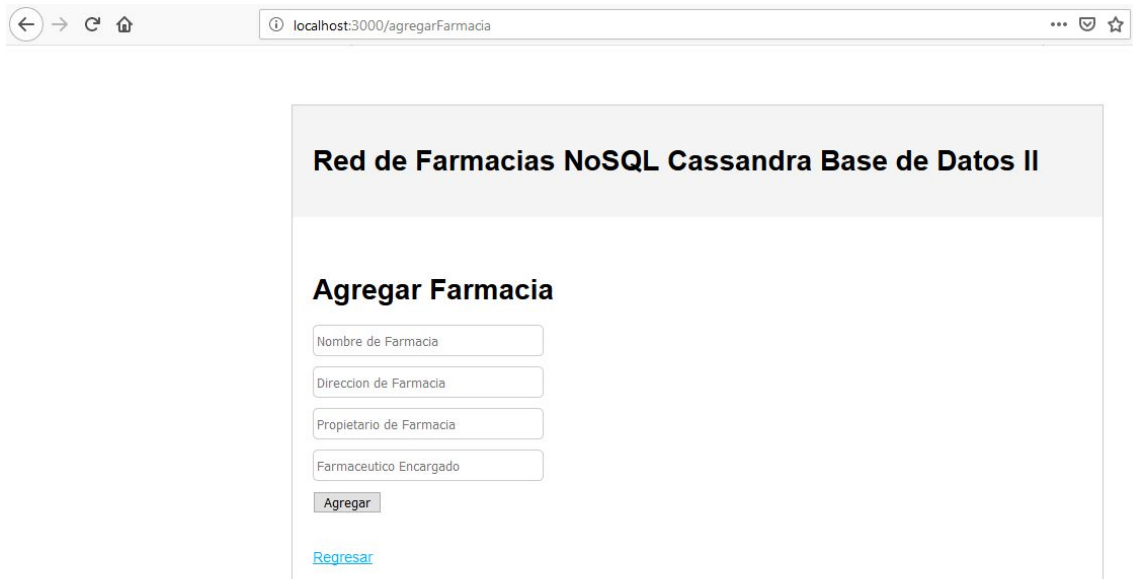 localhost:3000/agregarFarmacia
Red de Farmacias NoSQL Cassandra Base de Datos II
Agregar Farmacia
Nombre de Farmacia
Direccion de Farmacia
Propietario de Farmacia
Farmaceutico Encargado
Agregar
Regresar